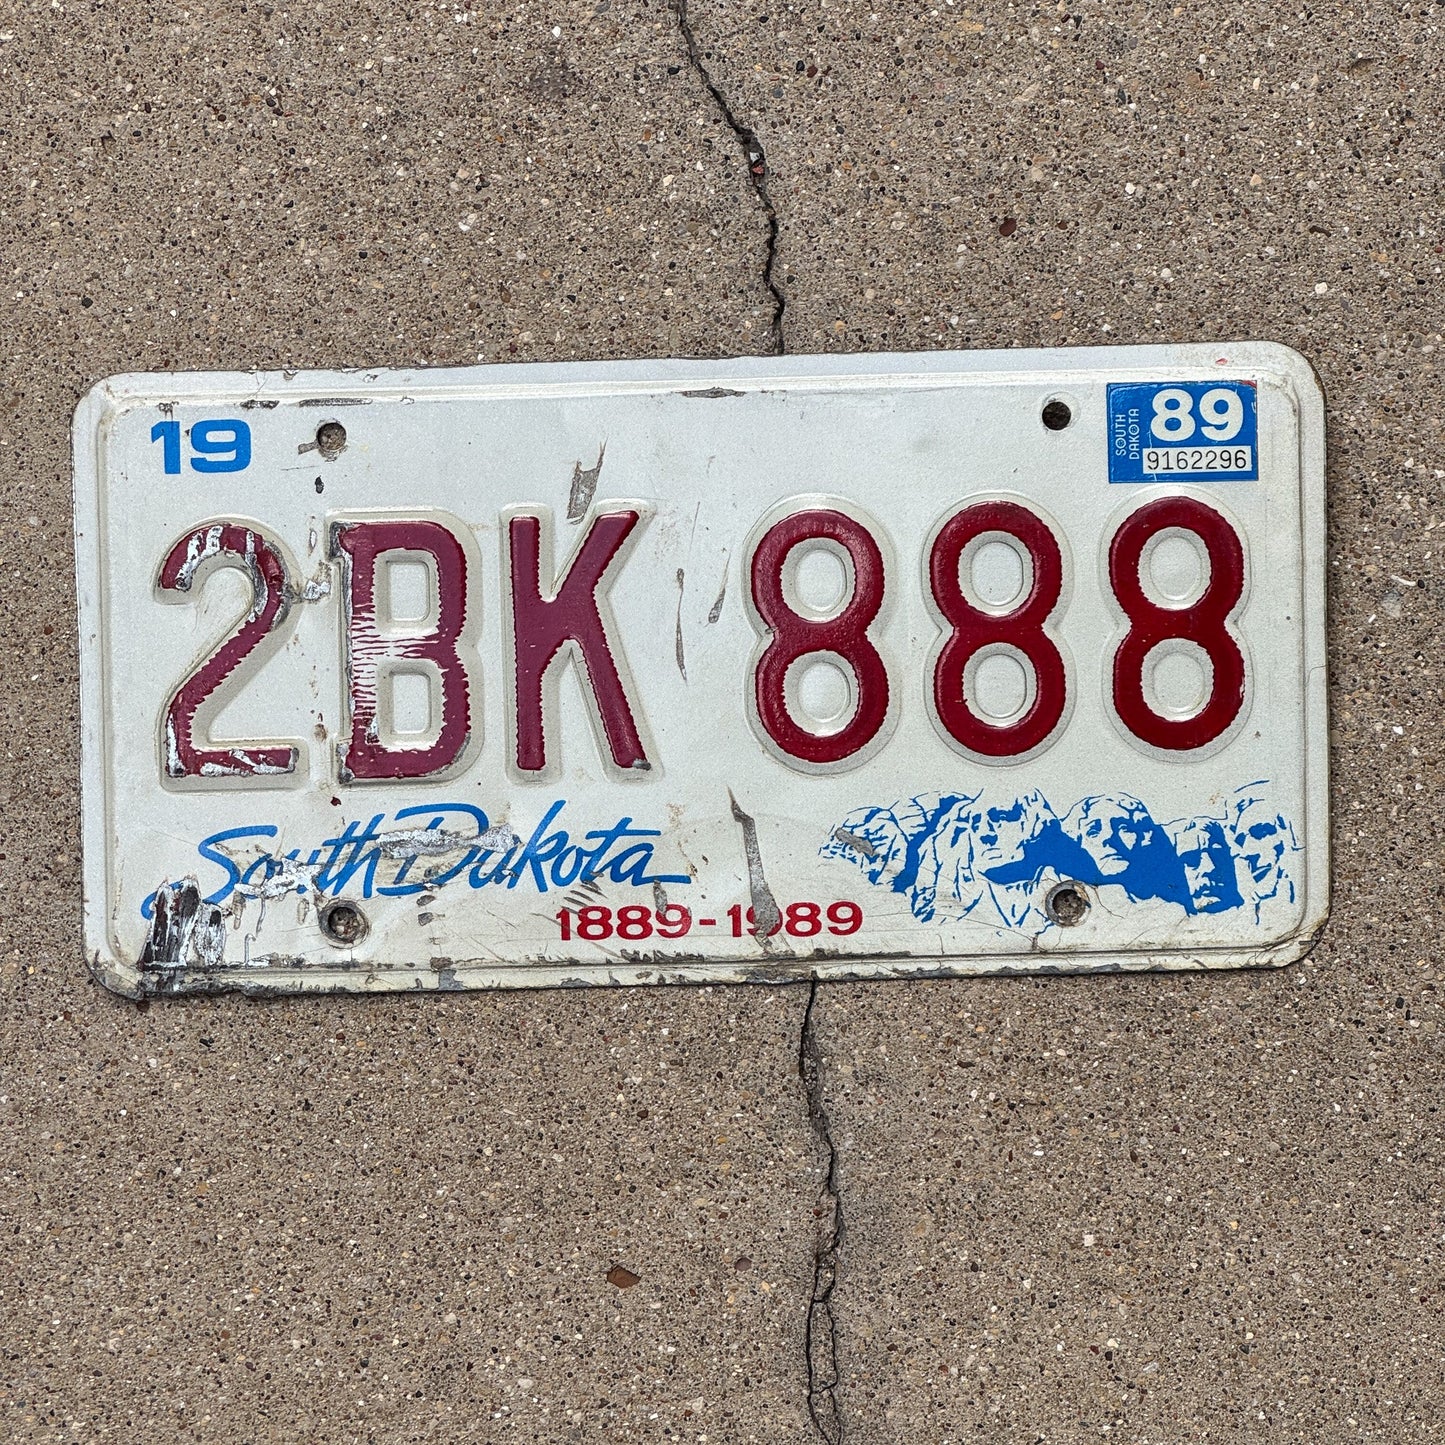 19
SOUTH DAKOTA
89
9162296
2BK 888
South Dakota
1889-1989